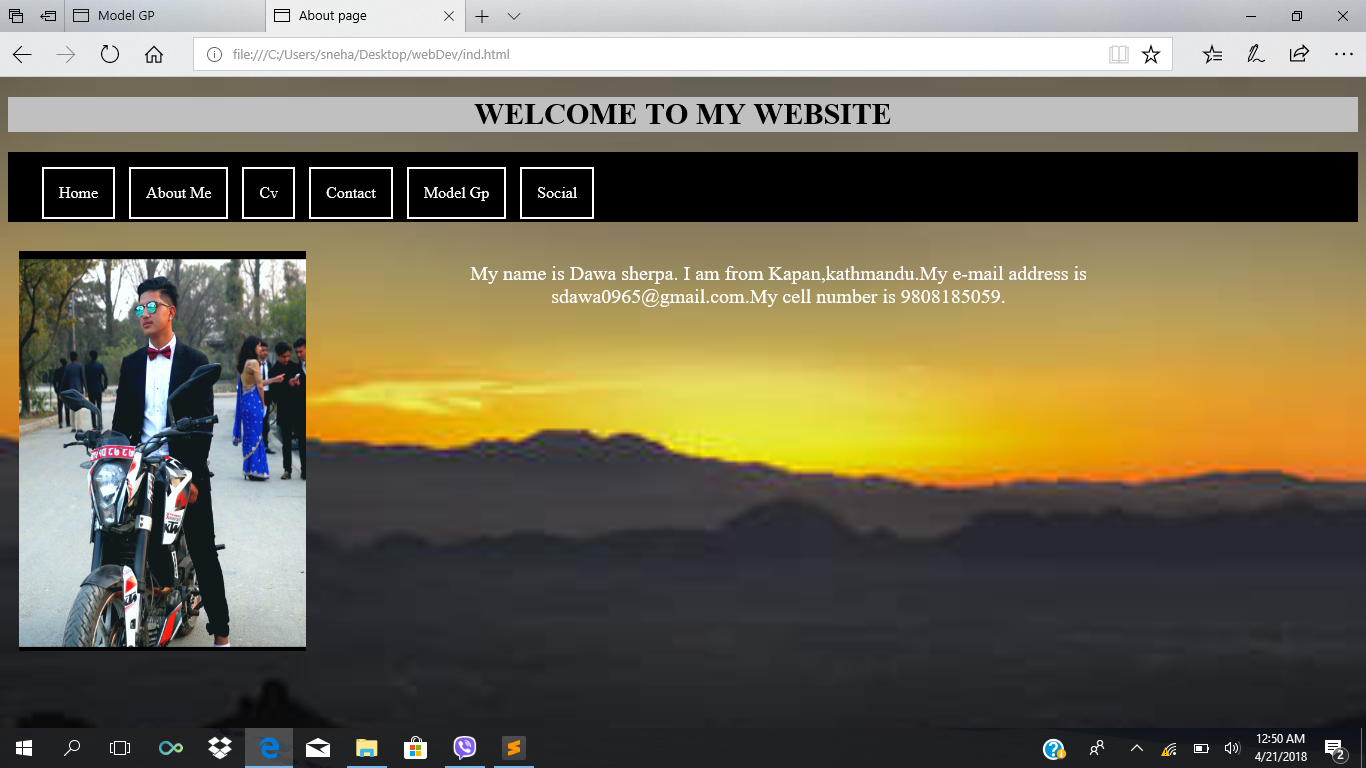 Model GP
About page
file:///C:/Users/sneha/Desktop/webDev/ind.html
WELCOME TO MY WEBSITE
Home About Me Cv Contact Model Gp Social
My name is Dawa sherpa. I am from Kapan,kathmandu.My e-mail address is
sdawa0965@gmail.com.My cell number is 9808185059.
KTM
12:50 AM
4/21/2018
2